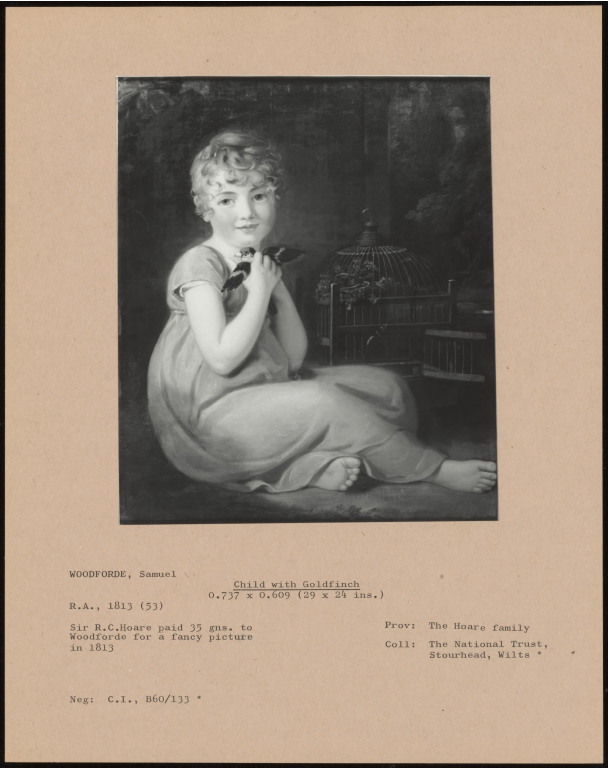 WOODFORDE, Samuel
Child with Goldfinch
0.737 x 0.609 (29 x 24 ins.)
R.A., 1813 (53)
Sir R.C.Hoare paid 35 gns. to
Woodforde for a fancy picture
in 1813
Prov: The Hoare family
Coll: The National Trust,
Stourhead, Wilts *
Neg: C.I., B60/133 *